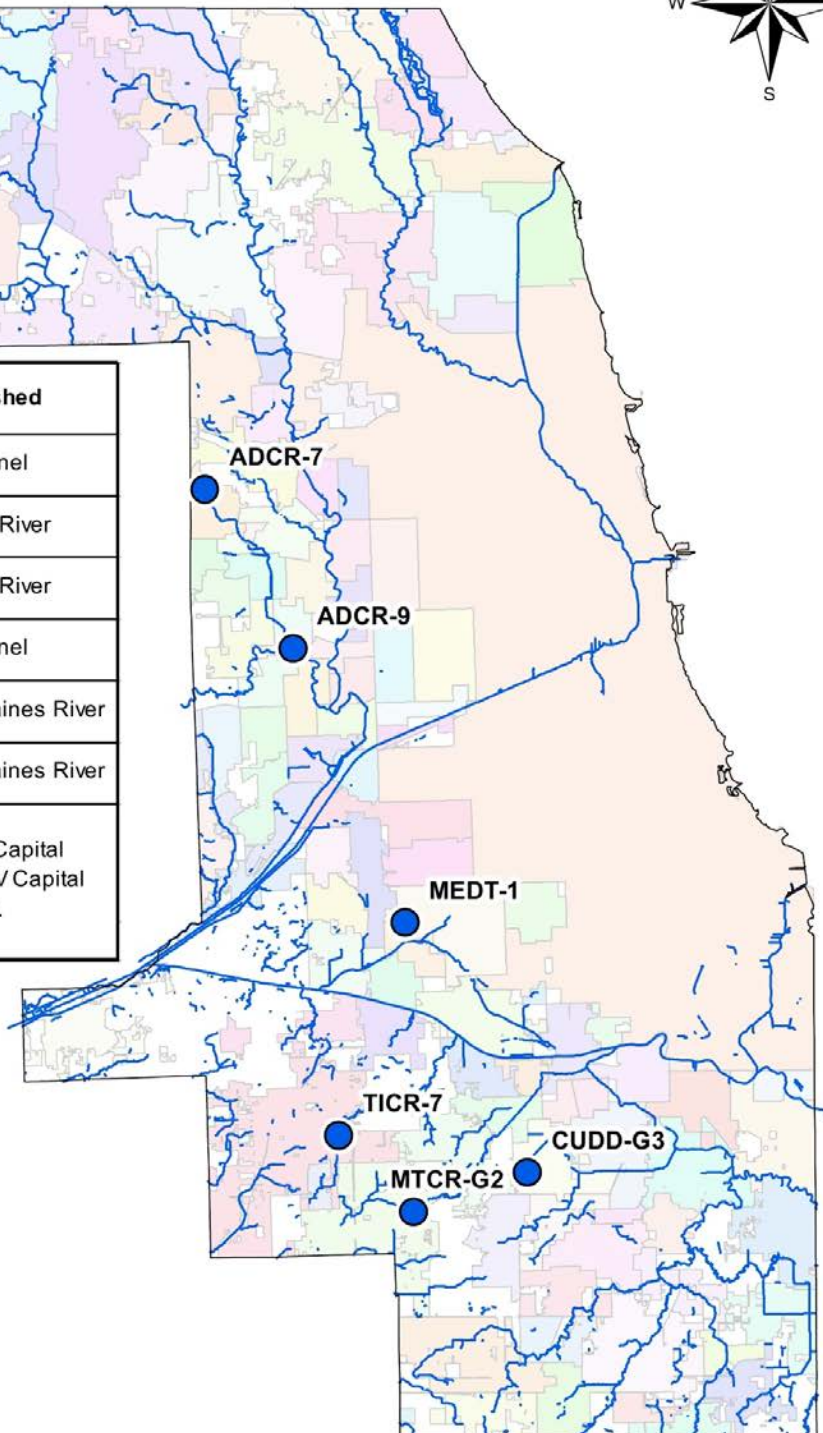 W
S
hed
nel
River
River
nel
ines River
ines River
Capital
/ Capital
ADCR-7
ADCR-9
MEDT-1
TICR-7
CUDD-G3
MTCR-G2